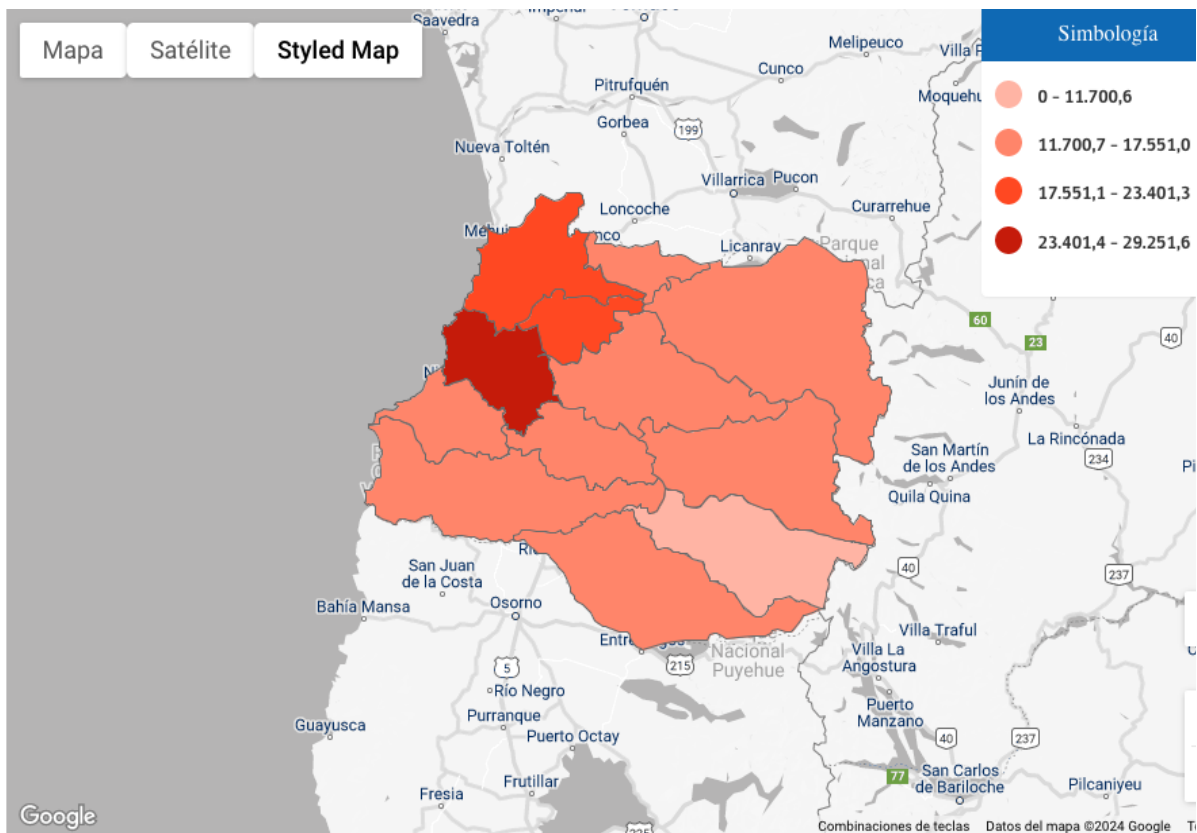 Mapa
Satélite
Styled Map
Simbología
0 – 11.700,6
11.700,7 – 17.551,0
17.551,1 – 23.401,3
23.401,4 – 29.251,6
Saavedra
Imperial
Melipeuco
Villa
Cunco
Pitrufquén
Moquehu
Gorbea
199
Nueva Toltén
Villarrica
Pucon
Curarrehue
Loncoche
Licanray
Parque
60
23
40
Junín de
los Andes
La Rincónada
234
San Martín
de los Andes
Quila Quina
40
237
San Juan
de la Costa
Bahía Mansa
Osorno
Villa Traful
Nacional
Puyehue
215
Villa La
Angostura
5
Río Negro
Puerto
Manzano
Purranque
Guayusca
Puerto Octay
40
237
77
San Carlos
de Bariloche
Pilcaniyeu
Frutillar
Fresia
225
Google
Combinaciones de teclas
Datos del mapa ©2024 Google